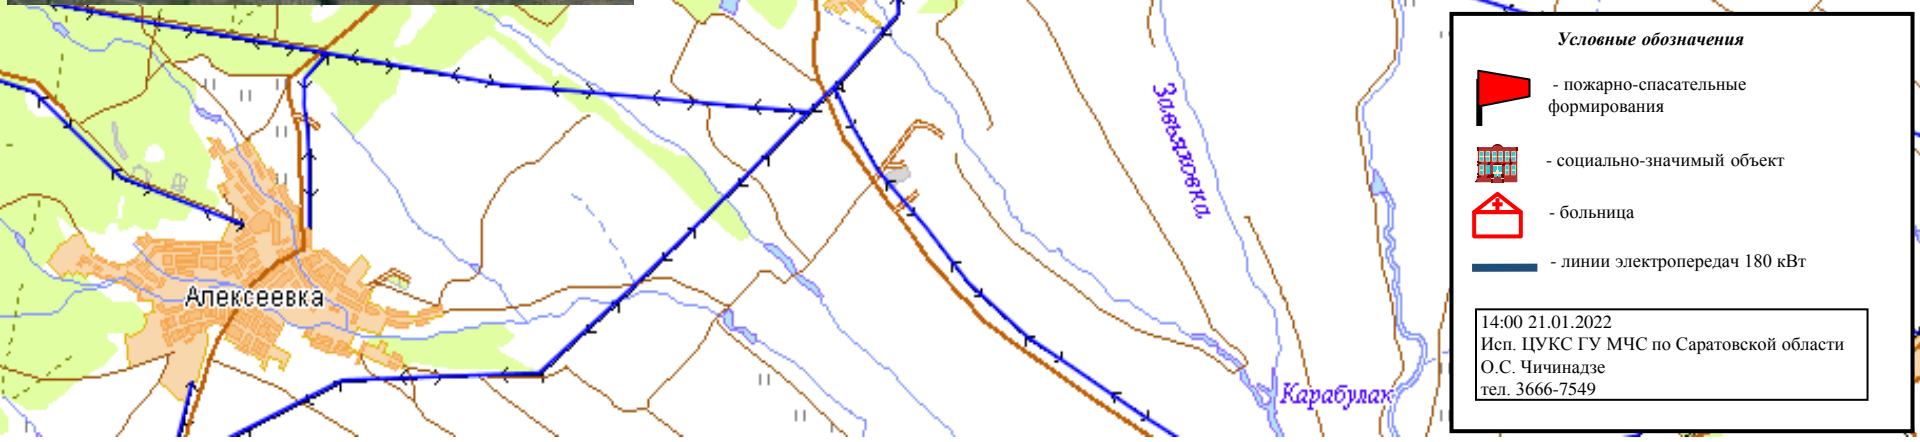 Завьяловка
Алексеевка
Карабулак
Условные обозначения
- пожарно-спасательные
формирования
- социально-значимый объект
- больница
- линии электропередач 180 кВт
14:00 21.01.2022
Исп. ЦУКС ГУ МЧС по Саратовской области
О.С. Чичинадзе
тел. 3666-7549